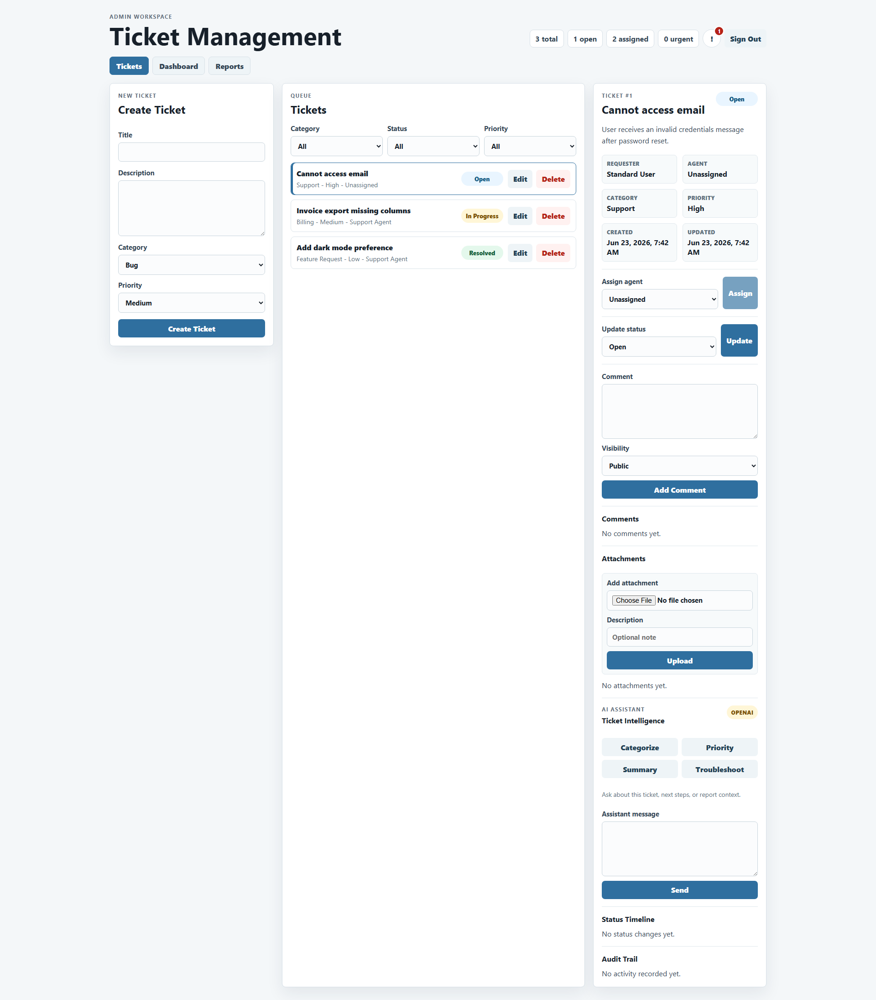 ADMIN WORKSPACE
Ticket Management
3 total
1 open
2 assigned
0 urgent
!
1
Sign Out
Tickets
Dashboard
Reports
NEW TICKET
Create Ticket
Title
Description
Category
Bug
Priority
Medium
Create Ticket
QUEUE
Tickets
Category
Status
Priority
All
All
All
Cannot access email
Support - High - Unassigned
Open
Edit
Delete
Invoice export missing columns
Billing - Medium - Support Agent
In Progress
Edit
Delete
Add dark mode preference
Feature Request - Low - Support Agent
Resolved
Edit
Delete
TICKET #1
Open
Cannot access email
User receives an invalid credentials message
after password reset.
REQUESTER
Standard User
AGENT
Unassigned
CATEGORY
Support
PRIORITY
High
CREATED
Jun 23, 2026, 7:42
AM
UPDATED
Jun 23, 2026, 7:42
AM
Assign agent
Unassigned
Assign
Update status
Open
Update
Comment
Visibility
Public
Add Comment
Comments
No comments yet.
Attachments
Add attachment
Choose File No file chosen
Description
Optional note
Upload
No attachments yet.
AI ASSISTANT
OPENAI
Ticket Intelligence
Categorize
Priority
Summary
Troubleshoot
Ask about this ticket, next steps, or report context.
Assistant message
Send
Status Timeline
No status changes yet.
Audit Trail
No activity recorded yet.